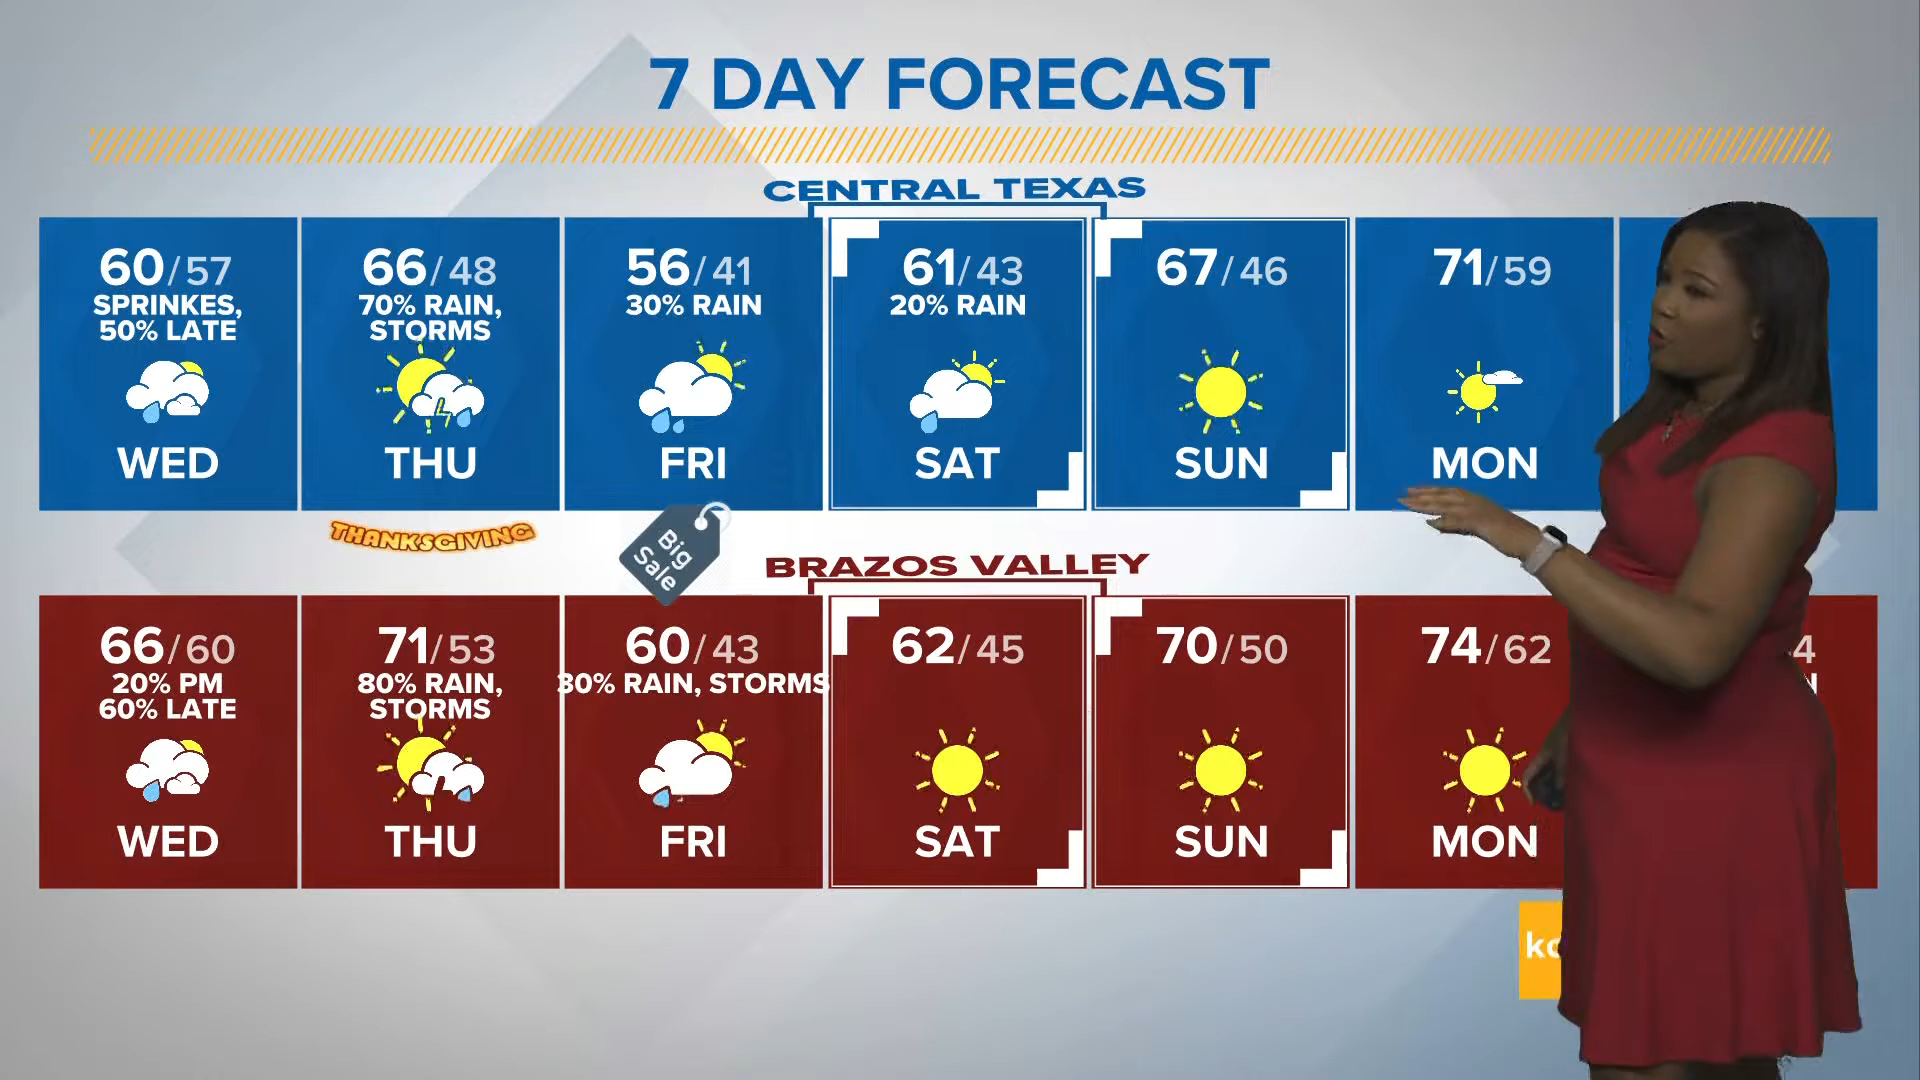 7 DAY FORECAST
CENTRAL TEXAS
60/57
SPRINKES,
50% LATE
WED
66/48
70% RAIN,
STORMS
THU
56/41
30% RAIN
FRI
61/43
20% RAIN
SAT
67/46
SUN
71/59
MON
THANKSGIVING
Big
Sale
BRAZOS VALLEY
66/60
20% PM
60% LATE
WED
71/53
80% RAIN,
STORMS
THU
60/43
30% RAIN, STORMS
FRI
62/45
SAT
70/50
SUN
74/62
MON